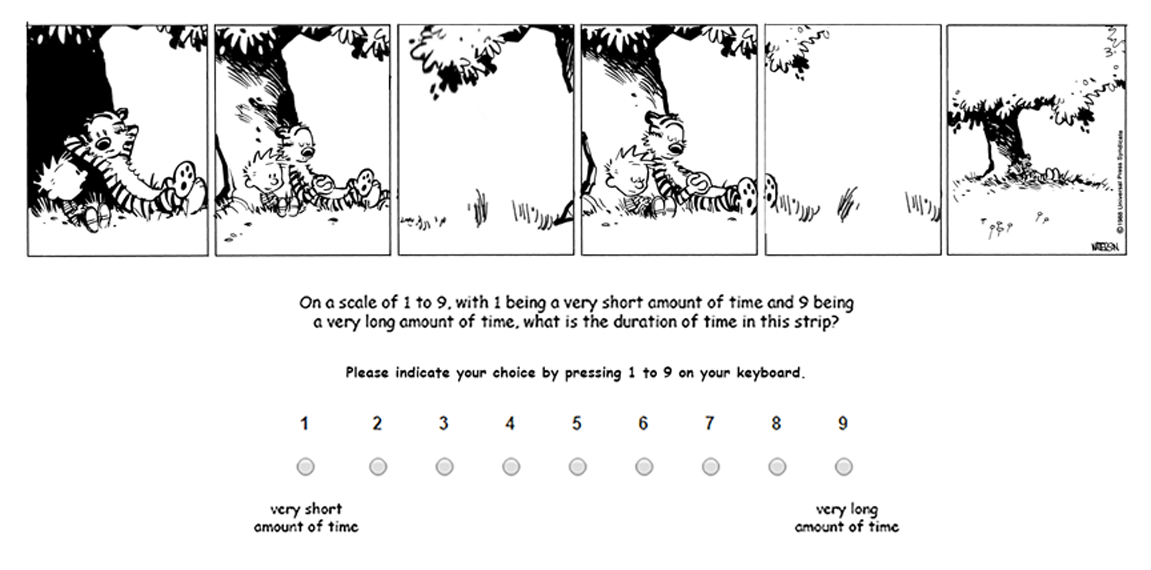 ©1988 Universal Press Syndicate
WATTERSON
On a scale of 1 to 9, with 1 being a very short amount of time and 9 being
a very long amount of time, what is the duration of time in this strip?
Please indicate your choice by pressing 1 to 9 on your keyboard.
1 2 3 4 5 6 7 8 9
very short very long
amount of time amount of time